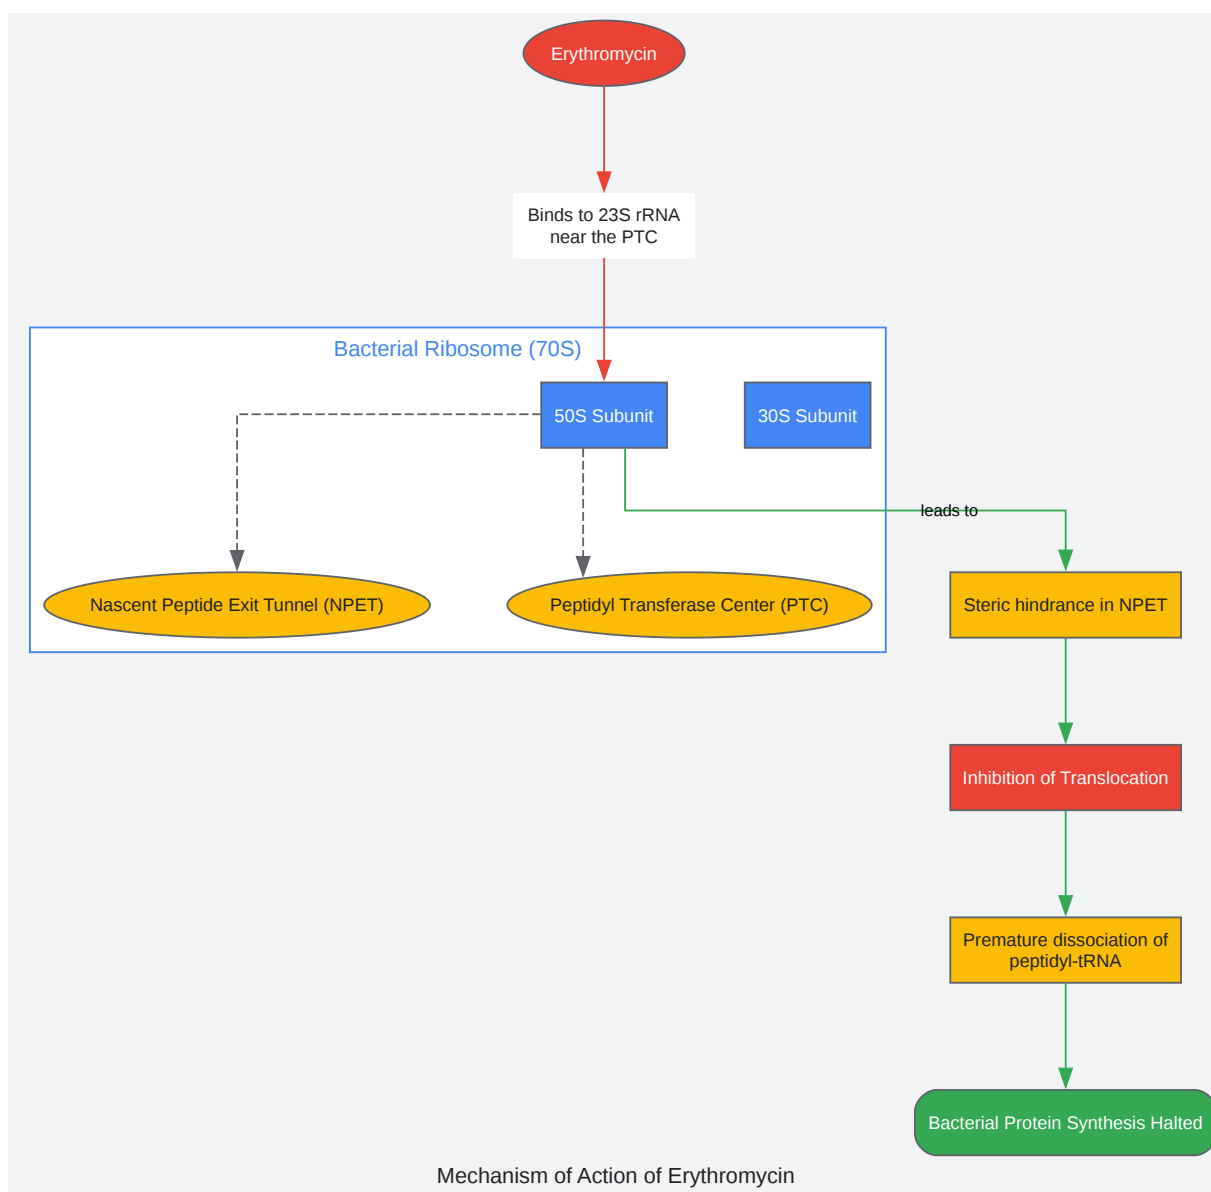 Erythromycin
Binds to 23S rRNA
near the PTC
Bacterial Ribosome (70S)
50S Subunit
30S Subunit
leads to
Nascent Peptide Exit Tunnel (NPET)
Peptidyl Transferase Center (PTC)
Steric hindrance in NPET
Inhibition of Translocation
Premature dissociation of
peptidyl-tRNA
Bacterial Protein Synthesis Halted
Mechanism of Action of Erythromycin